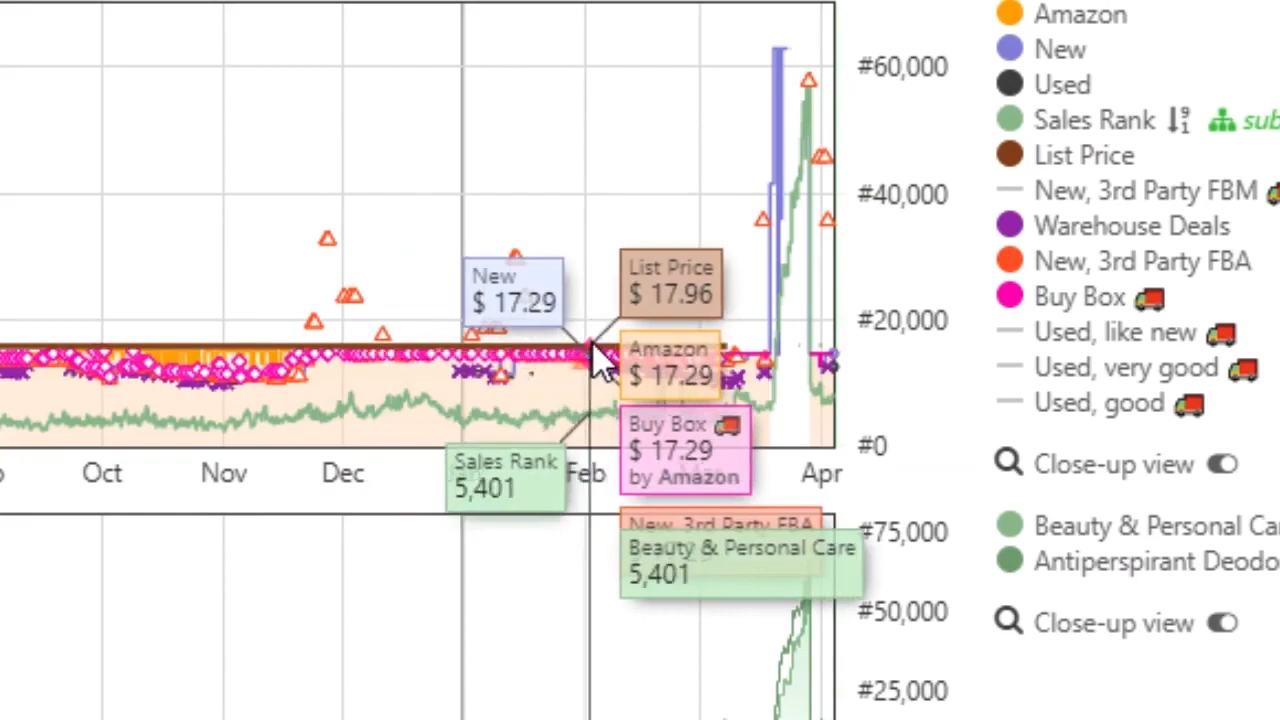 #60,000
#40,000
#20,000
#0
New
$ 17.29
List Price
$ 17.96
Amazon
$ 17.29
Buy Box
$ 17.29
by Amazon
Sales Rank
5,401
Oct
Nov
Dec
Feb
Apr
New, 3rd Party FBA
Beauty & Personal Care
5,401
#75,000
#50,000
#25,000
Amazon
New
Used
Sales Rank
sub
List Price
New, 3rd Party FBM
Warehouse Deals
New, 3rd Party FBA
Buy Box
Used, like new
Used, very good
Used, good
Close-up view
Beauty & Personal Ca
Antiperspirant Deodo
Close-up view